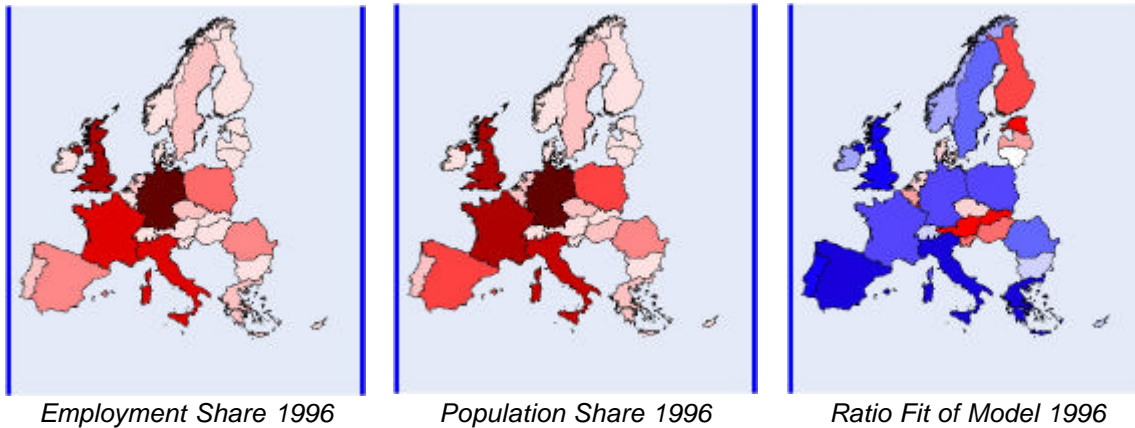 Employment Share 1996
Population Share 1996
Ratio Fit of Model 1996